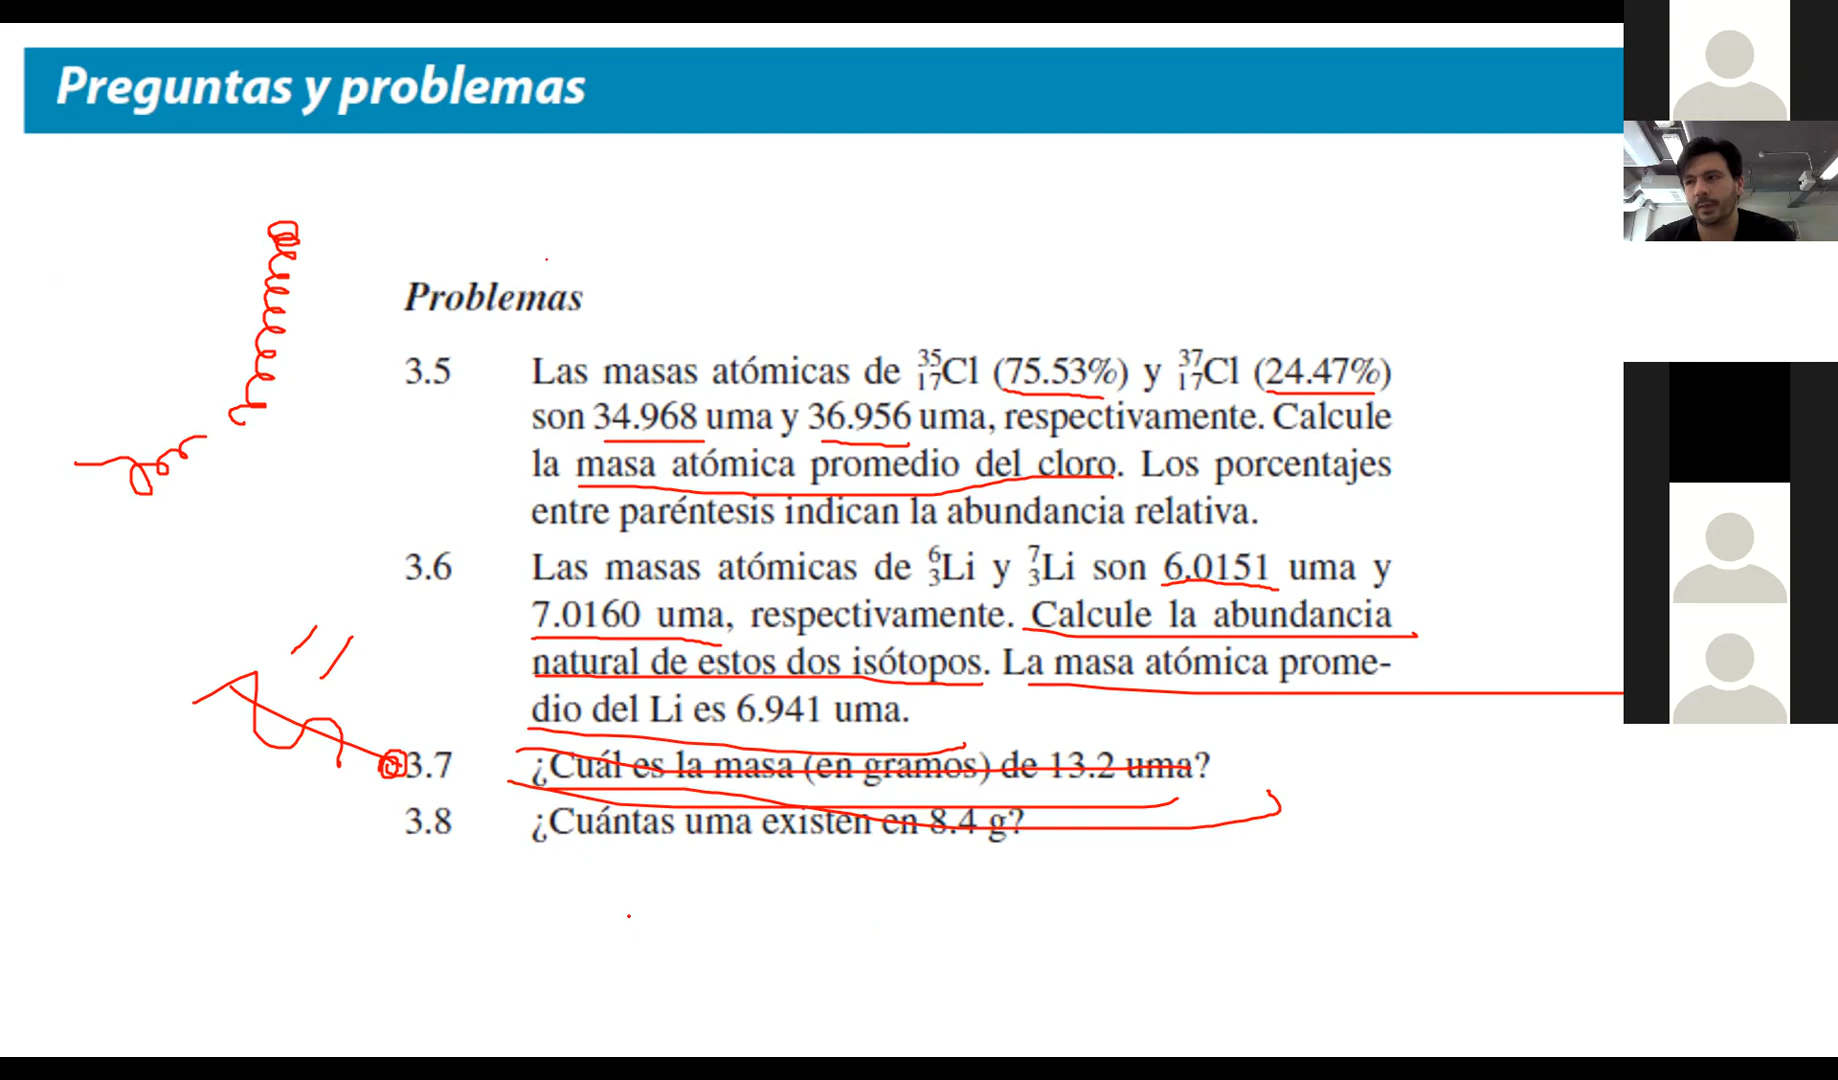 Preguntas y problemas
Problemas
3.5 Las masas atómicas de ³⁵₁₇Cl (75.53%) y ³⁷₁₇Cl (24.47%)
son 34.968 uma y 36.956 uma, respectivamente. Calcule
la masa atómica promedio del cloro. Los porcentajes
entre paréntesis indican la abundancia relativa.
3.6 Las masas atómicas de ⁶₃Li y ⁷₃Li son 6.0151 uma y
7.0160 uma, respectivamente. Calcule la abundancia
natural de estos dos isótopos. La masa atómica prome-
dio del Li es 6.941 uma.
3.7 ¿Cuál es la masa (en gramos) de 13.2 uma?
3.8 ¿Cuántas uma existen en 8.4 g?